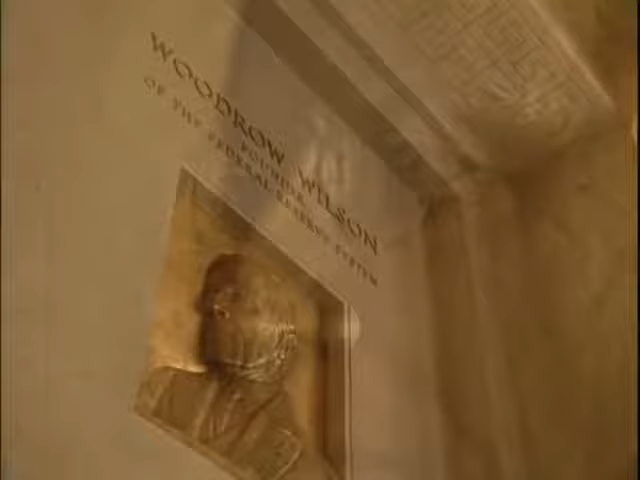 WOODROW WILSON
FOUNDER
OF THE FEDERAL RESERVE SYSTEM